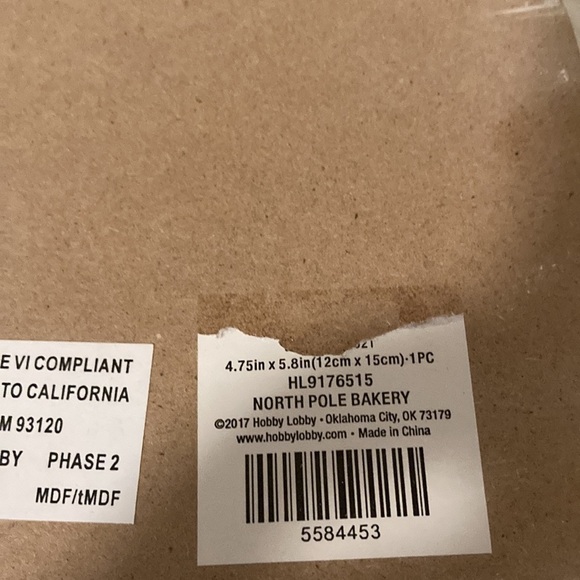 E VI COMPLIANT
TO CALIFORNIA
M 93120
BY PHASE 2
MDF/tMDF
4.75in x 5.8in(12cm x 15cm)·1PC
HL9176515
NORTH POLE BAKERY
©2017 Hobby Lobby • Oklahoma City, OK 73179
www.hobbylobby.com • Made in China
5584453